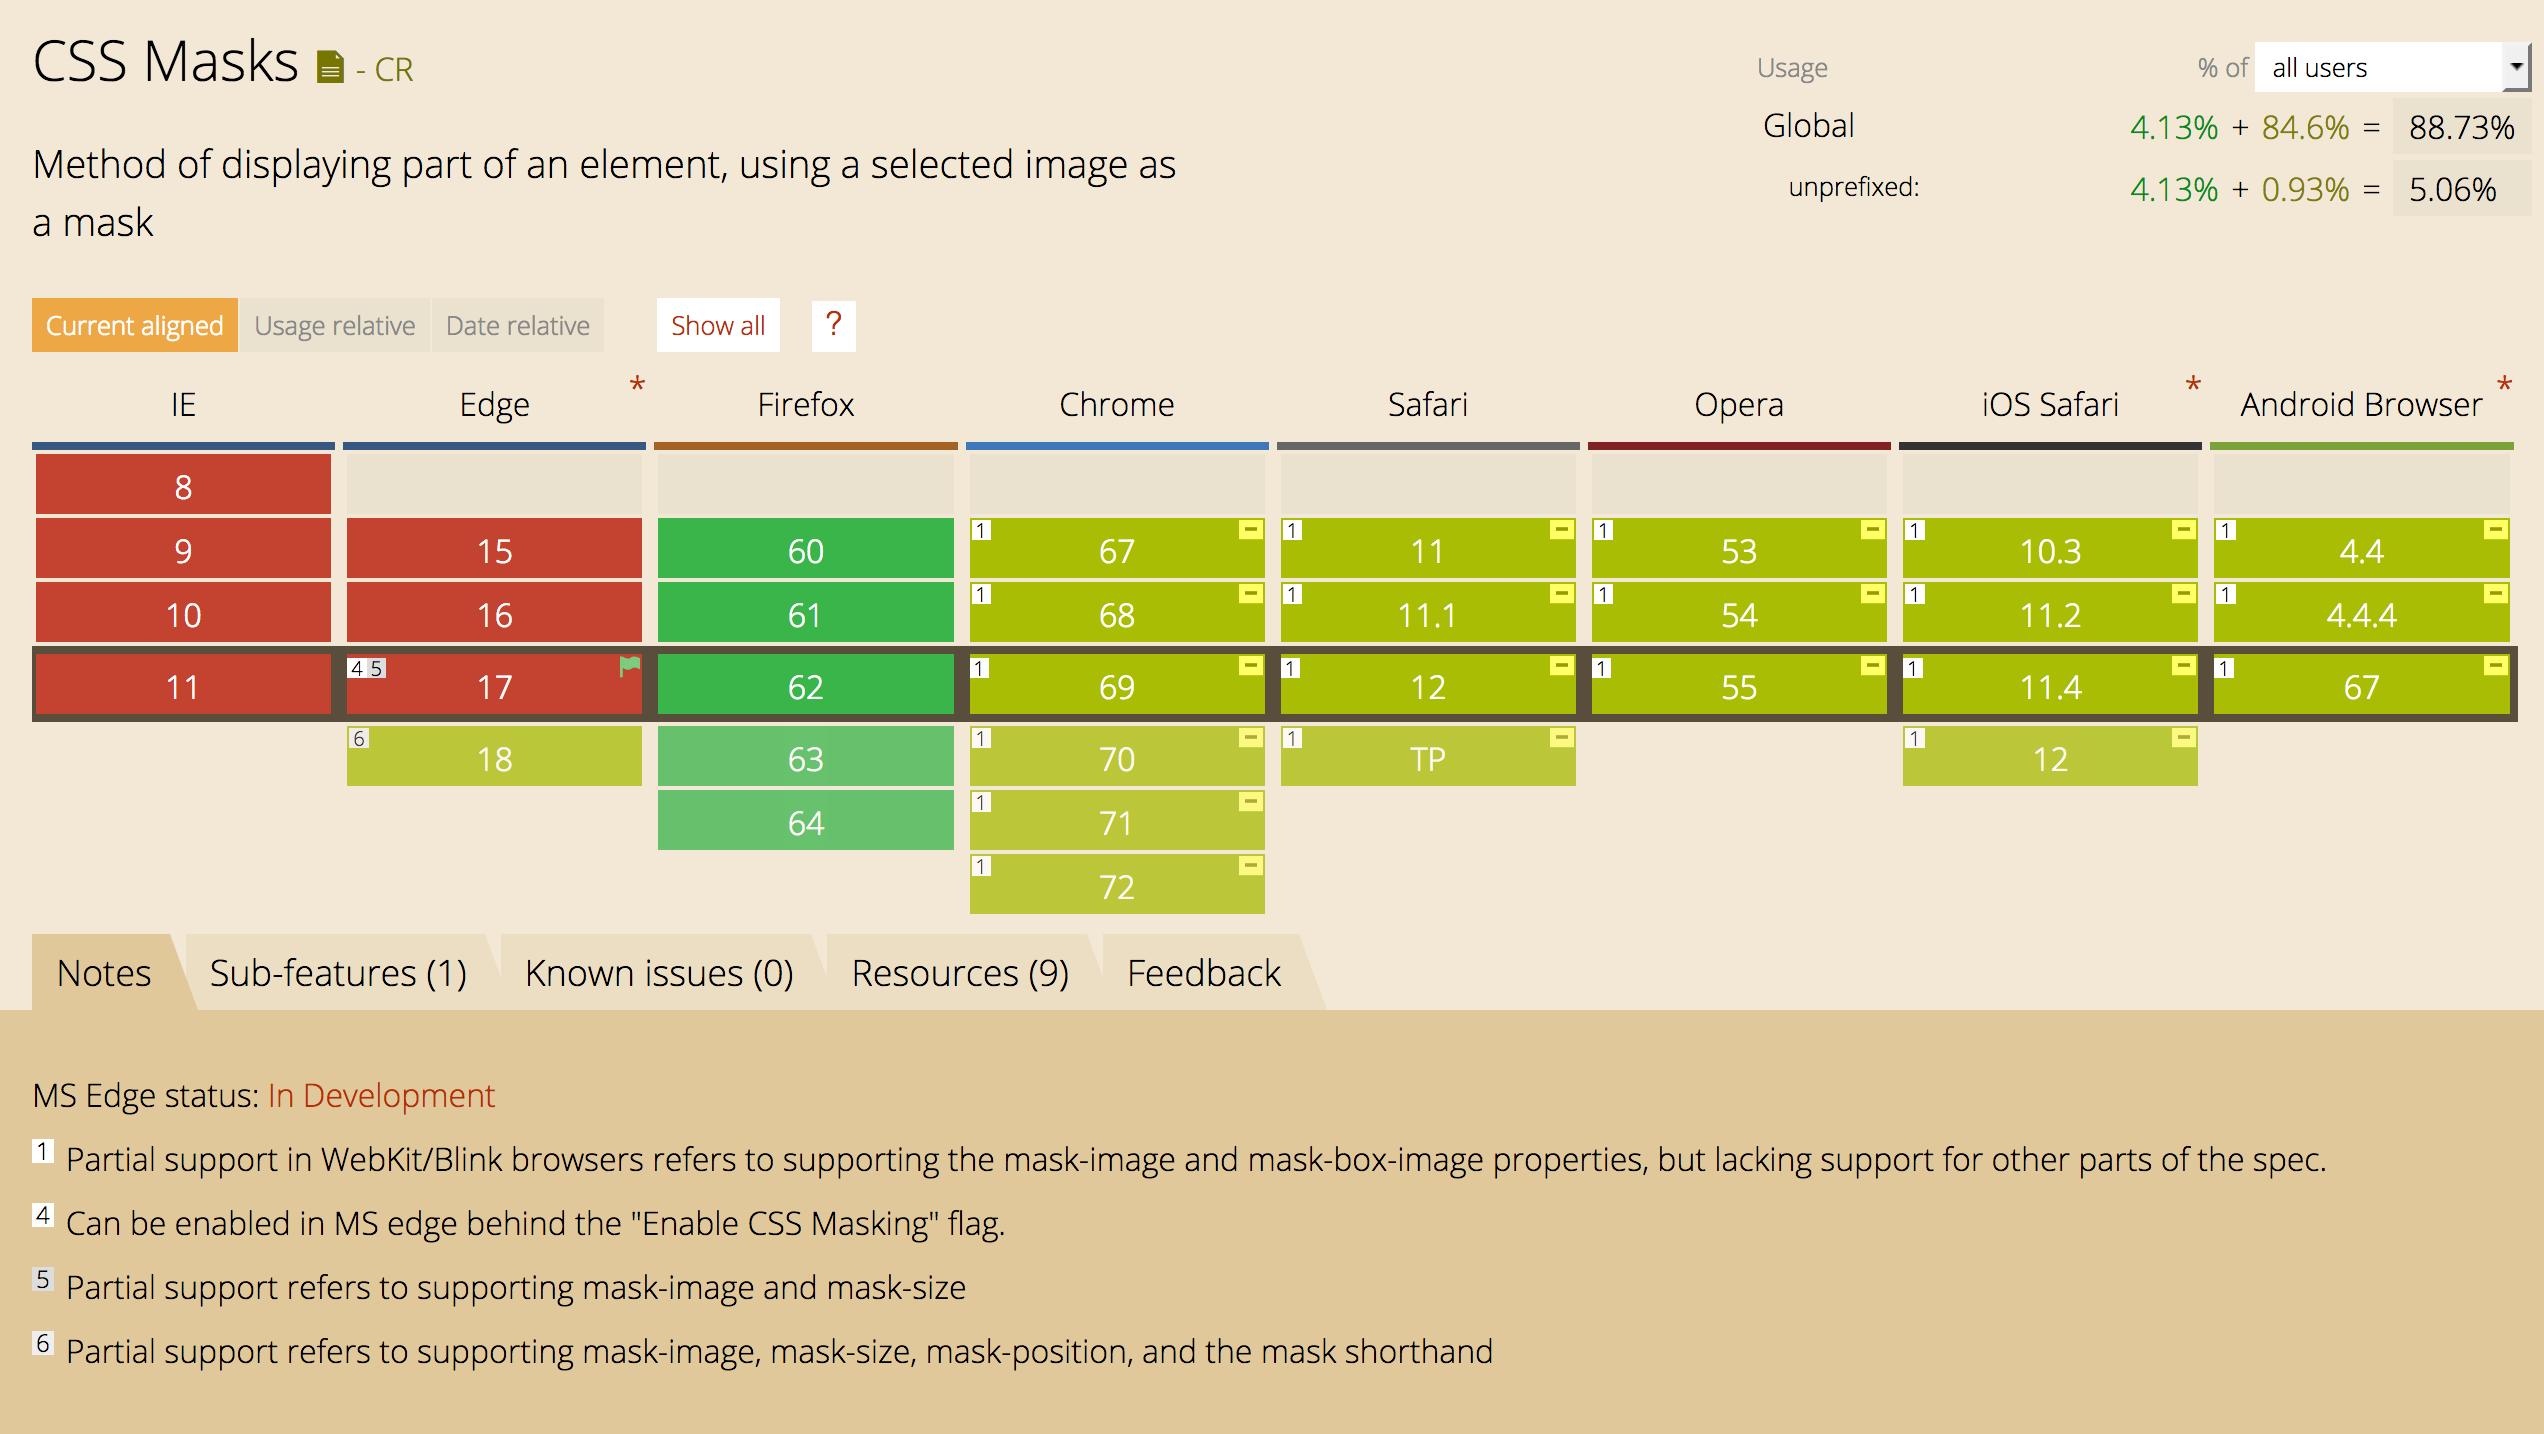 CSS Masks - CR
Usage % of all users
Global 4.13% + 84.6% = 88.73%
unprefixed: 4.13% + 0.93% = 5.06%
Method of displaying part of an element, using a selected image as
a mask
Current aligned Usage relative Date relative Show all ?
IE Edge * Firefox Chrome Safari Opera iOS Safari * Android Browser *
8
9 15 60 1 67 - 1 11 - 1 53 - 1 10.3 - 1 4.4 -
10 16 61 1 68 - 1 11.1 - 1 54 - 1 11.2 - 1 4.4.4 -
11 4 5 17 62 1 69 - 1 12 - 1 55 - 1 11.4 - 1 67 -
6 18 63 1 70 - 1 TP - 1 12 -
64 1 71 -
1 72 -
Notes Sub-features (1) Known issues (0) Resources (9) Feedback
MS Edge status: In Development
1 Partial support in WebKit/Blink browsers refers to supporting the mask-image and mask-box-image properties, but lacking support for other parts of the spec.
4 Can be enabled in MS edge behind the "Enable CSS Masking" flag.
5 Partial support refers to supporting mask-image and mask-size
6 Partial support refers to supporting mask-image, mask-size, mask-position, and the mask shorthand